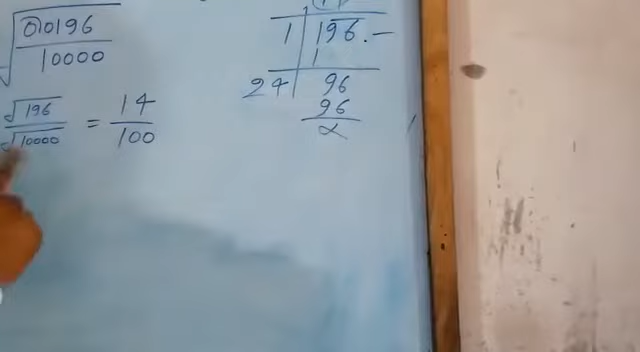 √00196/10000
√196/√10000 = 14/100
1 | 196.-
1
24 | 96
96
x